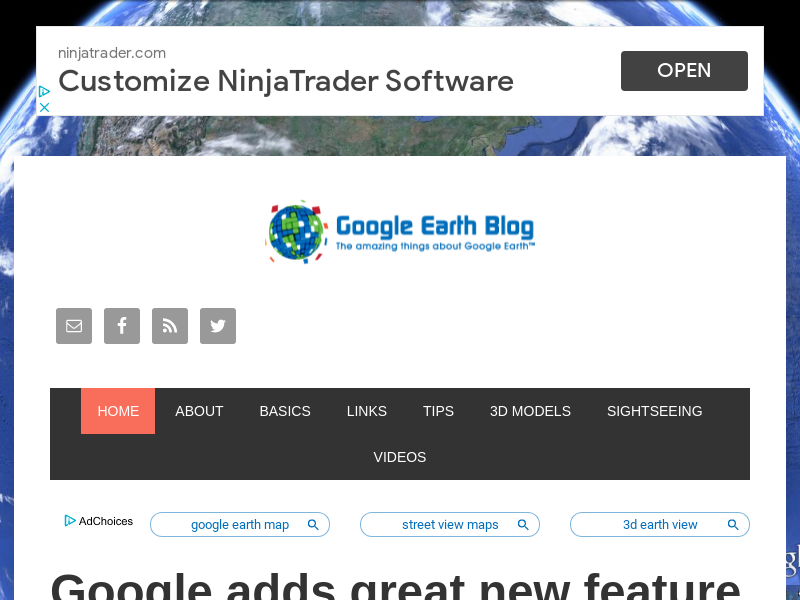 ninjatrader.com
Customize NinjaTrader Software
OPEN
Google Earth Blog
The amazing things about Google Earth™
HOME ABOUT BASICS LINKS TIPS 3D MODELS SIGHTSEEING
VIDEOS
AdChoices
google earth map
street view maps
3d earth view
Google adds great new feature